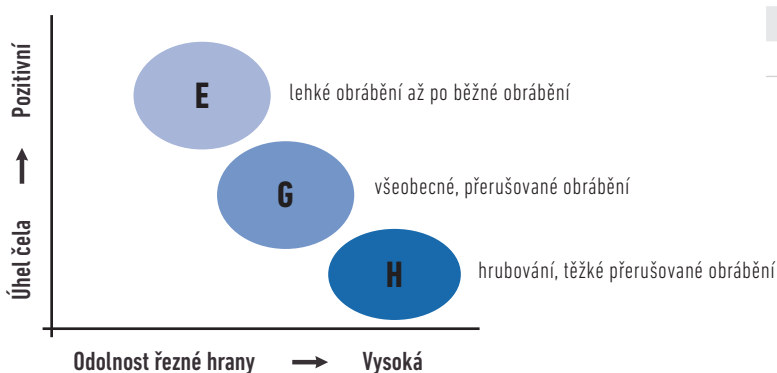 Úhel čela → Pozitivní
E
lehké obrábění až po běžné obrábění
G
všeobecné, přerušované obrábění
H
hrubování, těžké přerušované obrábění
Odolnost řezné hrany → Vysoká